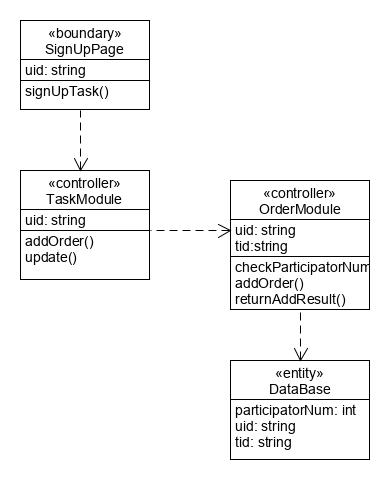 «boundary»
SignUpPage
uid: string
signUpTask()
«controller»
TaskModule
uid: string
addOrder()
update()
«controller»
OrderModule
uid: string
tid:string
checkParticipatorNum
addOrder()
returnAddResult()
«entity»
DataBase
participatorNum: int
uid: string
tid: string